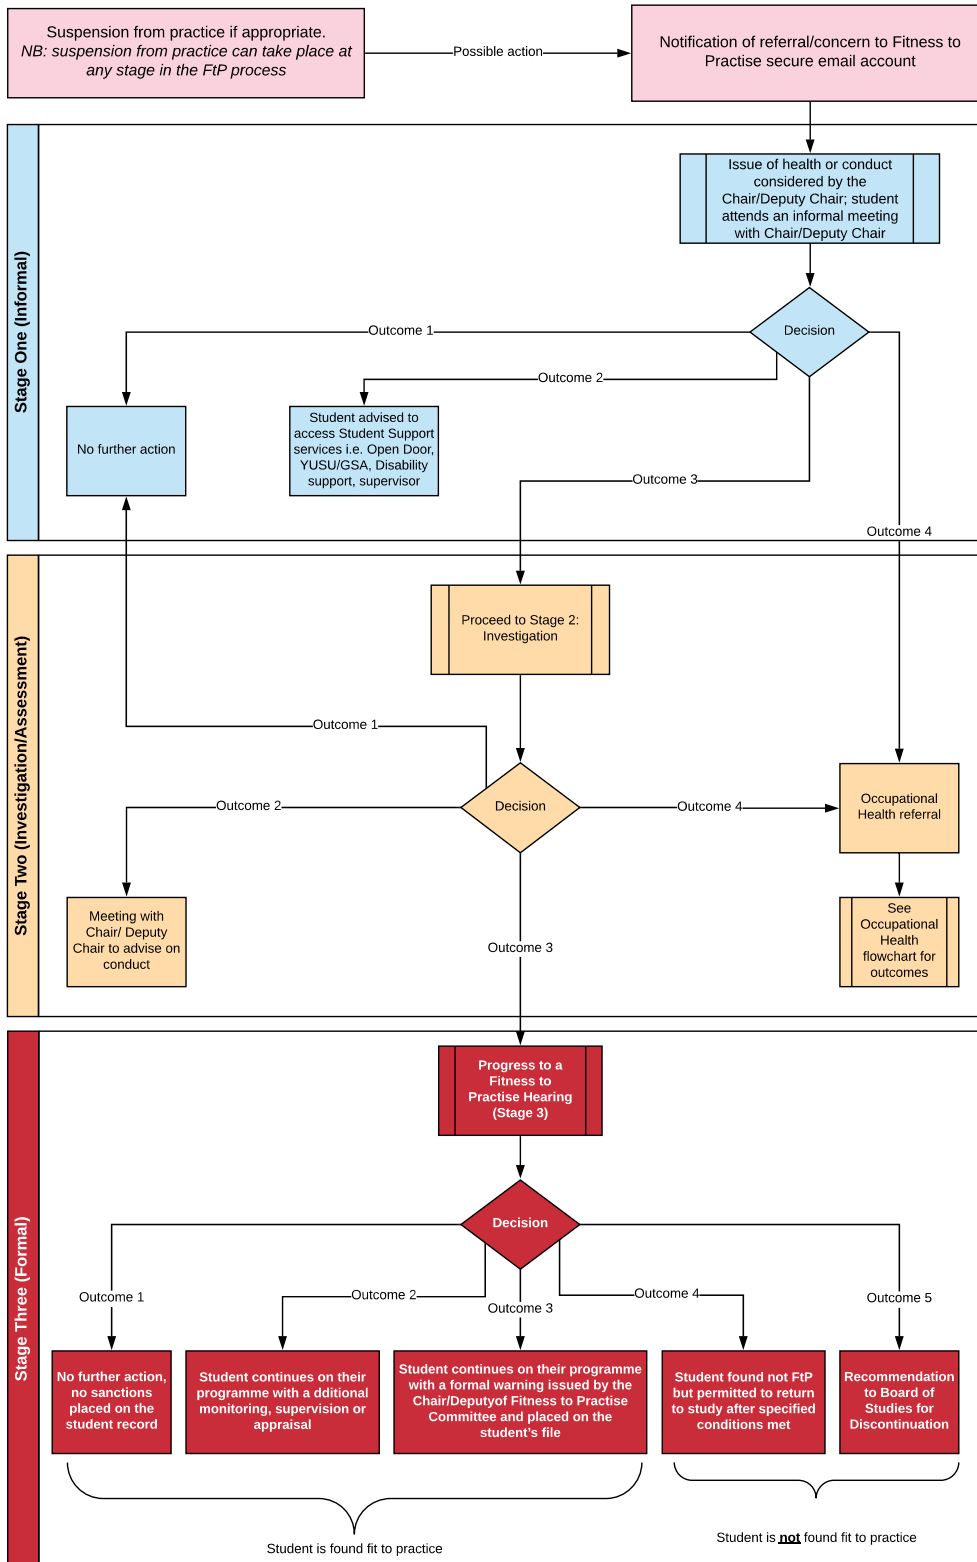 Suspension from practice if appropriate.
NB: suspension from practice can take place at
any stage in the FtP process
Possible action
Notification of referral/concern to Fitness to
Practise secure email account
Stage One (Informal)
Issue of health or conduct
considered by the
Chair/Deputy Chair; student
attends an informal meeting
with Chair/Deputy Chair
Decision
Outcome 1
Outcome 2
No further action
Student advised to
access Student Support
services i.e. Open Door,
YUSU/GSA, Disability
support, supervisor
Outcome 3
Outcome 4
Stage Two (Investigation/Assessment)
Proceed to Stage 2:
Investigation
Outcome 1
Decision
Outcome 2
Outcome 4
Occupational
Health referral
Meeting with
Chair/ Deputy
Chair to advise on
conduct
Outcome 3
See
Occupational
Health
flowchart for
outcomes
Stage Three (Formal)
Progress to a
Fitness to
Practise Hearing
(Stage 3)
Decision
Outcome 1
Outcome 2
Outcome 3
Outcome 4
Outcome 5
No further action,
no sanctions
placed on the
student record
Student continues on their
programme with a dditional
monitoring, supervision or
appraisal
Student continues on their programme
with a formal warning issued by the
Chair/Deputyof Fitness to Practise
Committee and placed on the
student's file
Student found not FtP
but permitted to return
to study after specified
conditions met
Recommendation
to Board of
Studies for
Discontinuation
Student is found fit to practice
Student is not found fit to practice